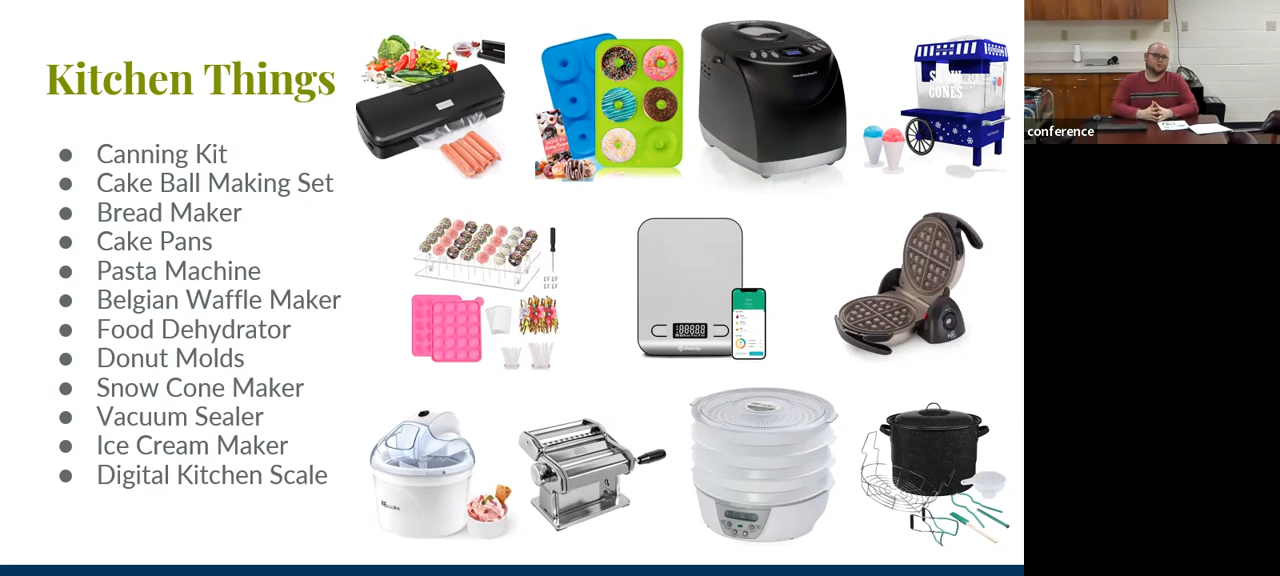 Kitchen Things
● Canning Kit
● Cake Ball Making Set
● Bread Maker
● Cake Pans
● Pasta Machine
● Belgian Waffle Maker
● Food Dehydrator
● Donut Molds
● Snow Cone Maker
● Vacuum Sealer
● Ice Cream Maker
● Digital Kitchen Scale
SNOW
CONES
conference